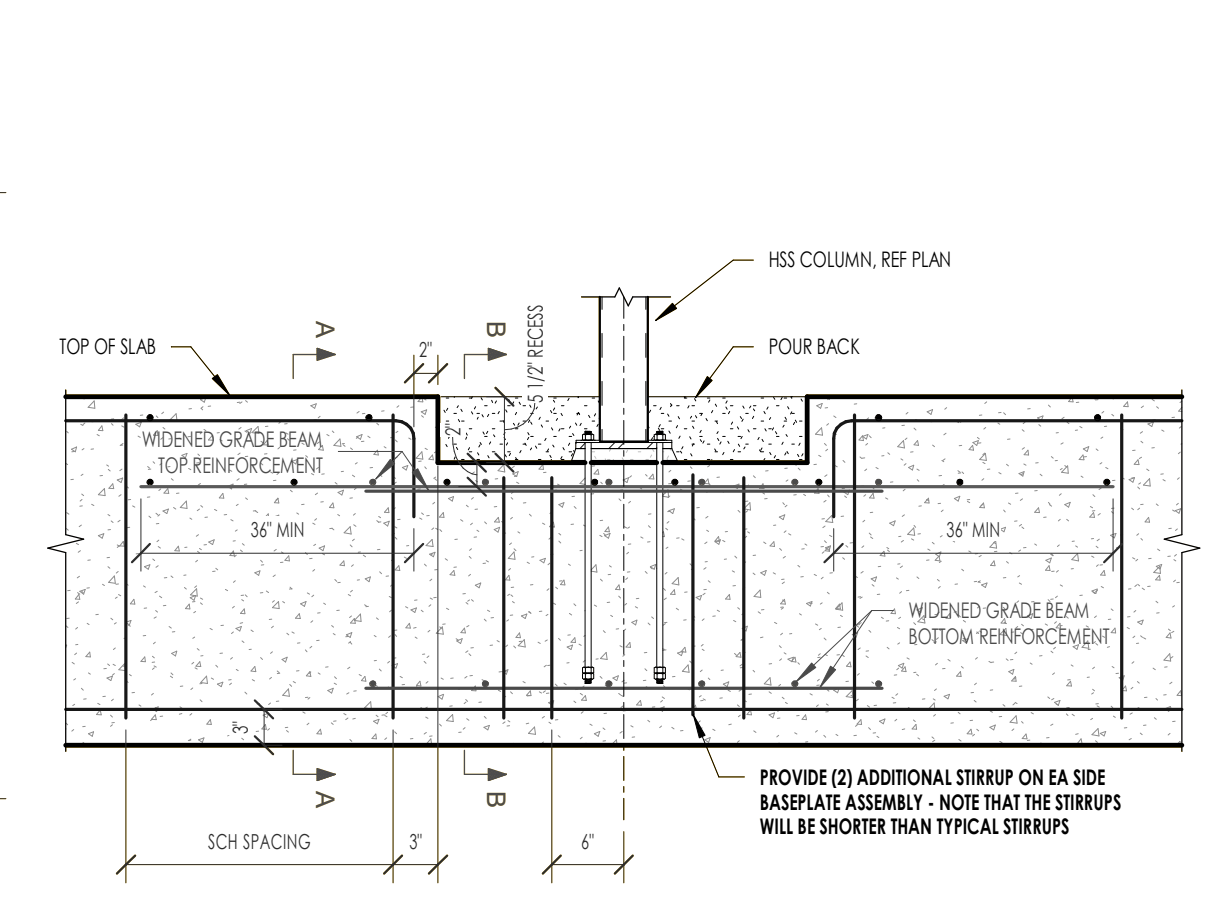 HSS COLUMN, REF PLAN
A
B
5 1/2" RECESS
TOP OF SLAB
2"
POUR BACK
2"
WIDENED GRADE BEAM
TOP REINFORCEMENT
36" MIN
36" MIN
WIDENED GRADE BEAM
BOTTOM REINFORCEMENT
3"
A
B
PROVIDE (2) ADDITIONAL STIRRUP ON EA SIDE
BASEPLATE ASSEMBLY - NOTE THAT THE STIRRUPS
WILL BE SHORTER THAN TYPICAL STIRRUPS
SCH SPACING
3"
6"